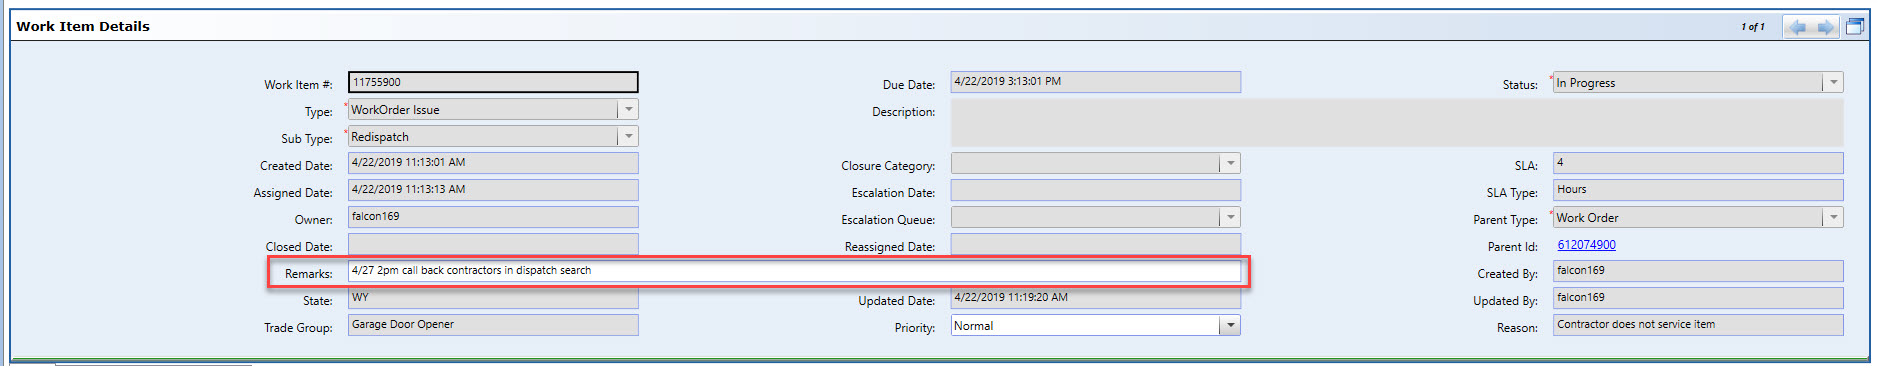 Work Item Details 1 of 1
Work Item #: 11755900 Due Date: 4/22/2019 3:13:01 PM Status: * In Progress
Type: * WorkOrder Issue Description:
Sub Type: * Redispatch
Created Date: 4/22/2019 11:13:01 AM Closure Category: SLA: 4
Assigned Date: 4/22/2019 11:13:13 AM Escalation Date: SLA Type: Hours
Owner: falcon169 Escalation Queue: Parent Type: * Work Order
Closed Date: Reassigned Date: Parent Id: 612074900
Remarks: 4/27 2pm call back contractors in dispatch search Created By: falcon169
State: WY Updated Date: 4/22/2019 11:19:20 AM Updated By: falcon169
Trade Group: Garage Door Opener Priority: Normal Reason: Contractor does not service item